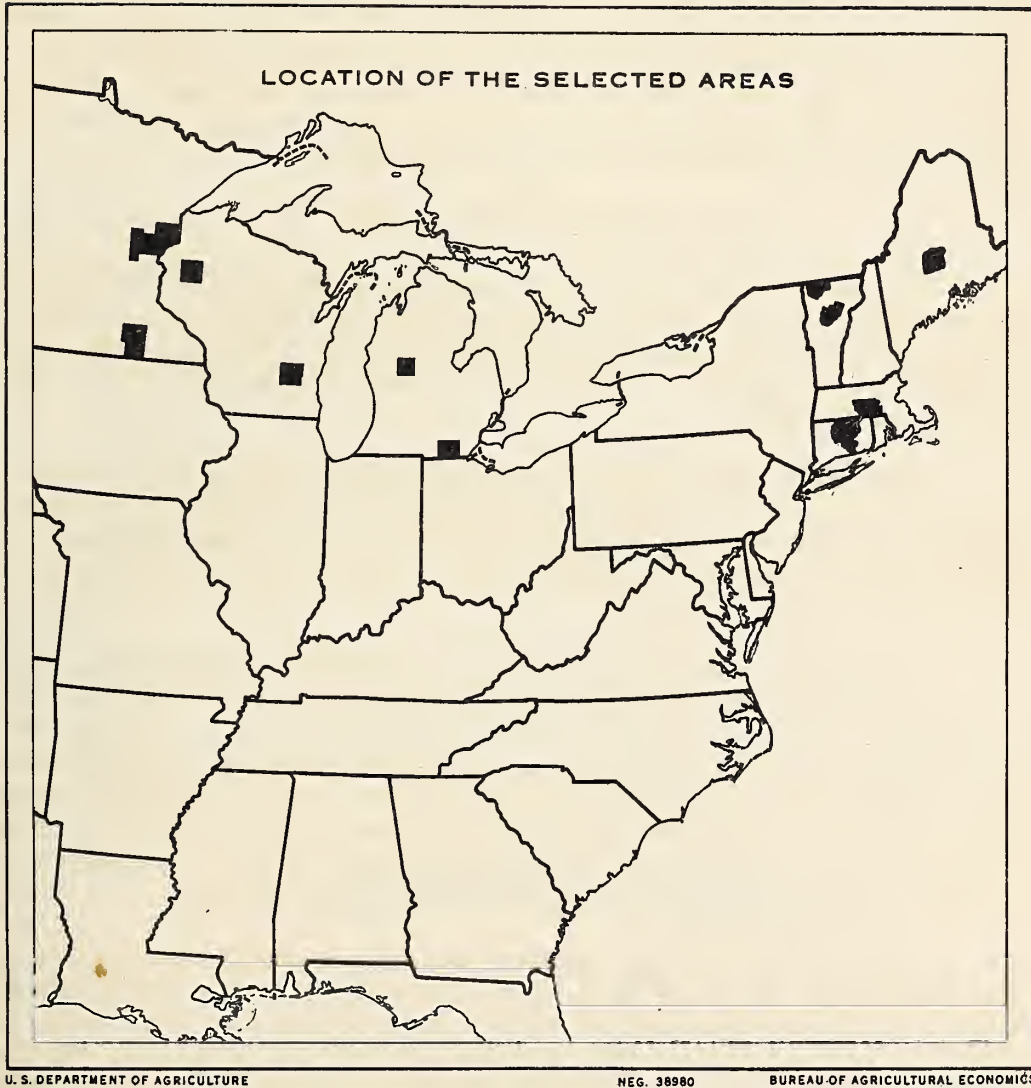 LOCATION OF THE SELECTED AREAS
U. S. DEPARTMENT OF AGRICULTURE NEG. 38980 BUREAU OF AGRICULTURAL ECONOMICS